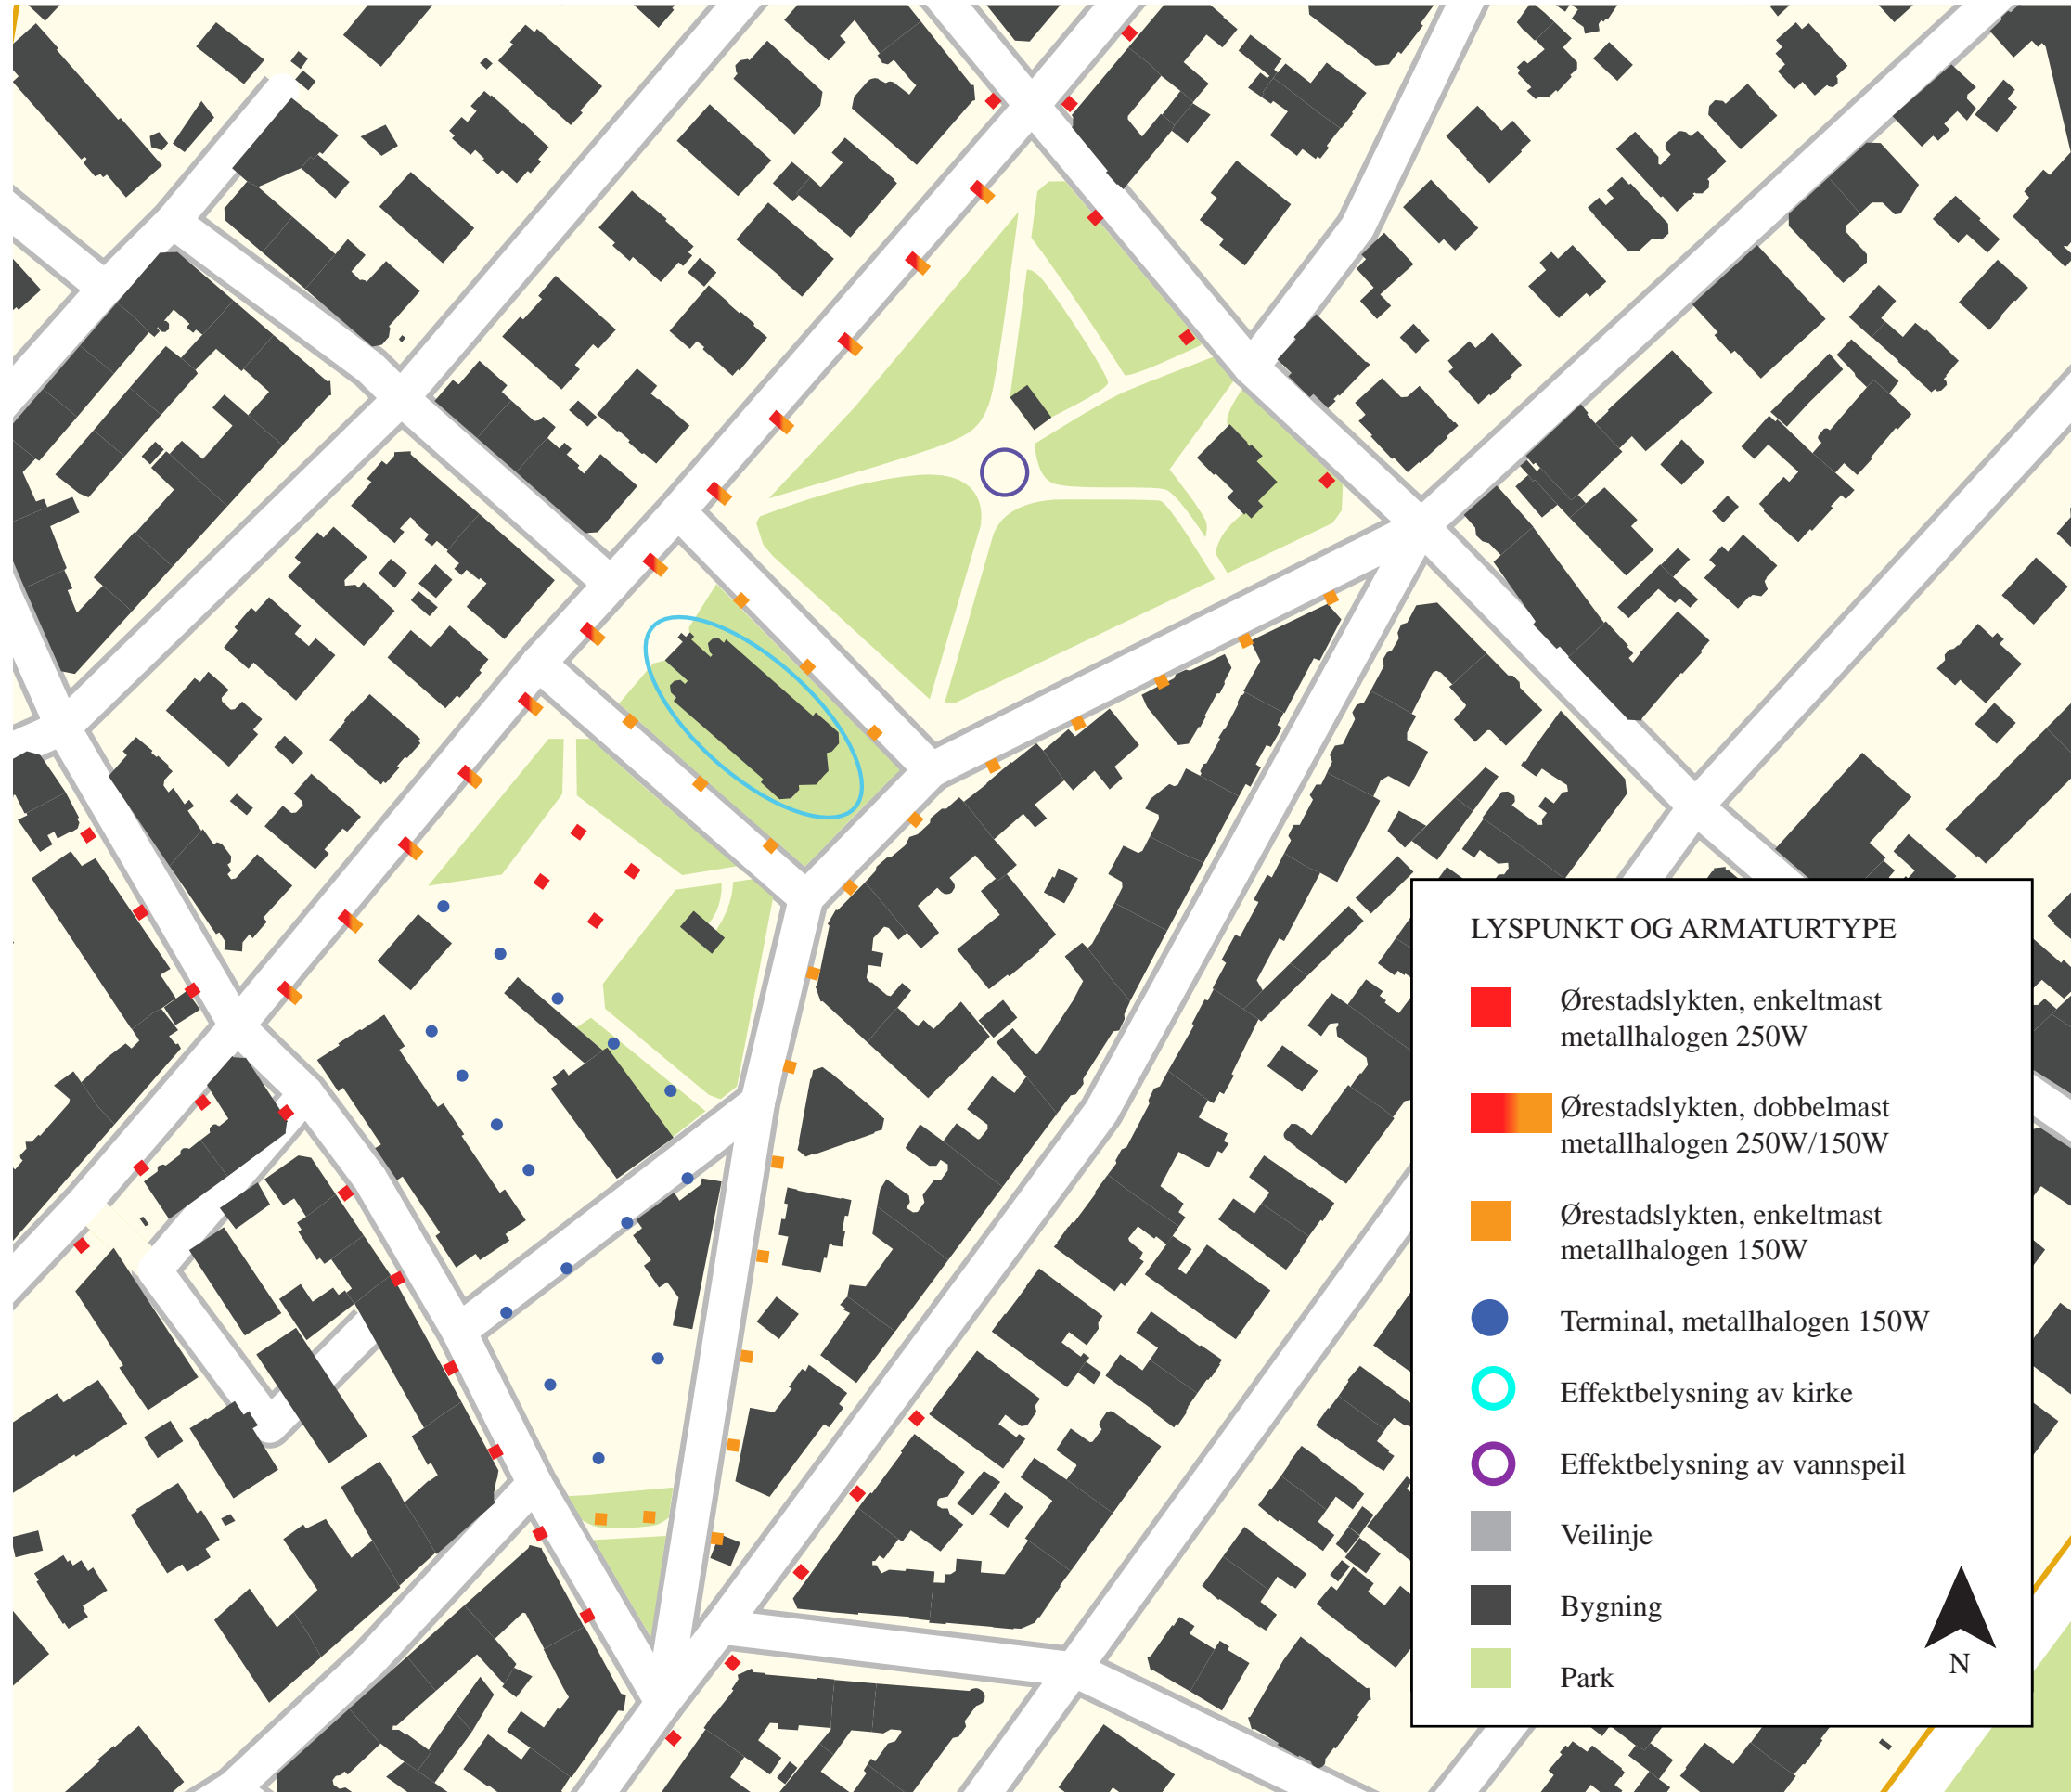 LYSPUNKT OG ARMATURTYPE
Ørestadslykten, enkeltmast
metallhalogen 250W
Ørestadslykten, dobbelmast
metallhalogen 250W/150W
Ørestadslykten, enkeltmast
metallhalogen 150W
Terminal, metallhalogen 150W
Effektbelysning av kirke
Effektbelysning av vannspeil
Veilinje
Bygning
Park
N